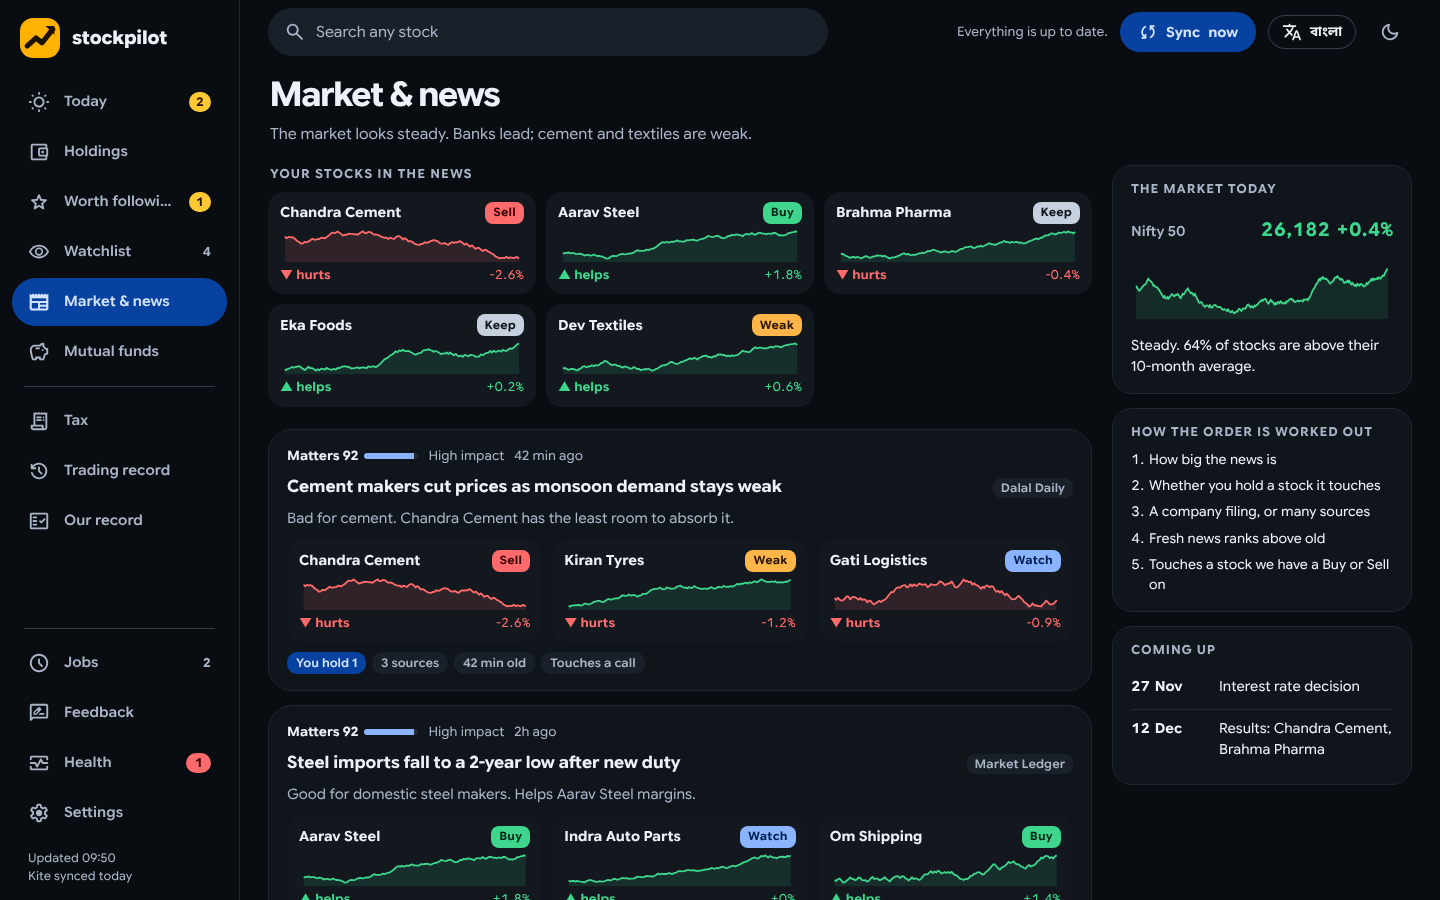 stockpilot
Today 2
Holdings
Worth followi... 1
Watchlist 4
Market & news
Mutual funds
Tax
Trading record
Our record
Jobs 2
Feedback
Health 1
Settings
Updated 09:50
Kite synced today
Search any stock
Everything is up to date.
Sync now
বাংলা
Market & news
The market looks steady. Banks lead; cement and textiles are weak.
YOUR STOCKS IN THE NEWS
Chandra Cement Sell
▼ hurts -2.6%
Aarav Steel Buy
▲ helps +1.8%
Brahma Pharma Keep
▼ hurts -0.4%
Eka Foods Keep
▲ helps +0.2%
Dev Textiles Weak
▲ helps +0.6%
Matters 92 High impact 42 min ago
Cement makers cut prices as monsoon demand stays weak
Dalal Daily
Bad for cement. Chandra Cement has the least room to absorb it.
Chandra Cement Sell
▼ hurts -2.6%
Kiran Tyres Weak
▼ hurts -1.2%
Gati Logistics Watch
▼ hurts -0.9%
You hold 1 3 sources 42 min old Touches a call
Matters 92 High impact 2h ago
Steel imports fall to a 2-year low after new duty
Market Ledger
Good for domestic steel makers. Helps Aarav Steel margins.
Aarav Steel Buy
▲ helps +1.8%
Indra Auto Parts Watch
▲ helps +0%
Om Shipping Buy
▲ helps +1.4%
THE MARKET TODAY
Nifty 50 26,182 +0.4%
Steady. 64% of stocks are above their
10-month average.
HOW THE ORDER IS WORKED OUT
1. How big the news is
2. Whether you hold a stock it touches
3. A company filing, or many sources
4. Fresh news ranks above old
5. Touches a stock we have a Buy or Sell
on
COMING UP
27 Nov Interest rate decision
12 Dec Results: Chandra Cement,
Brahma Pharma